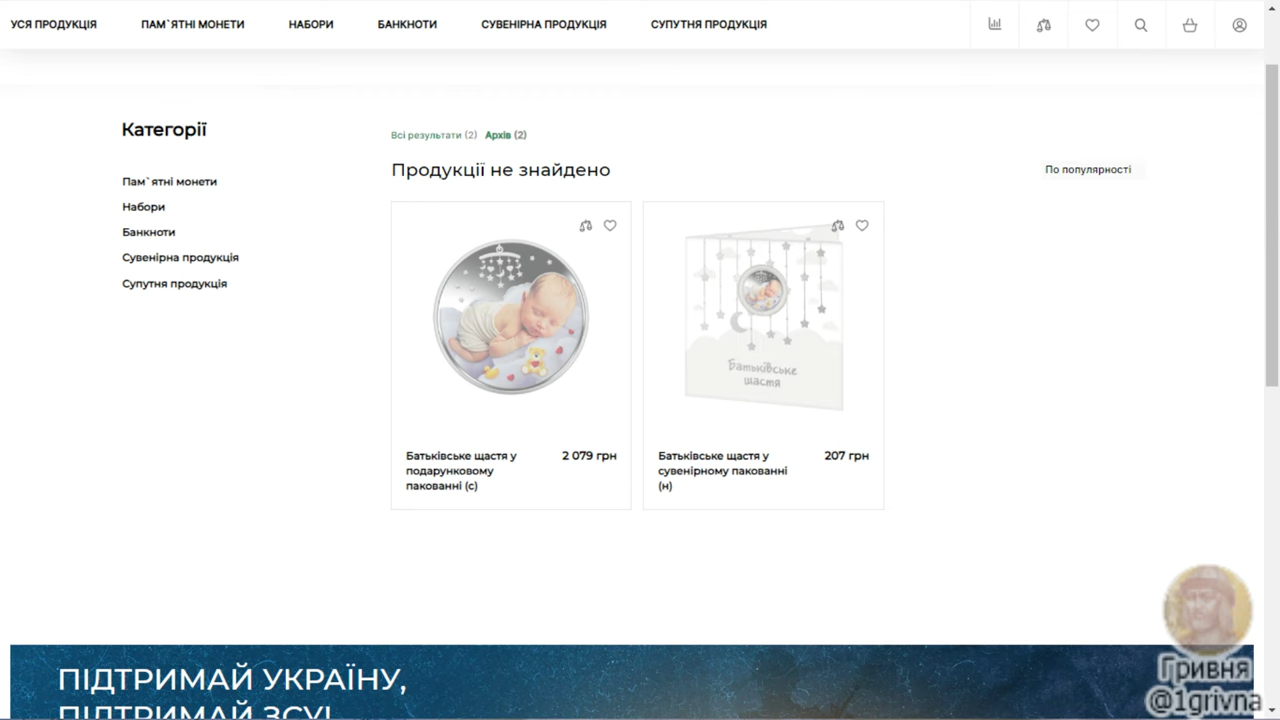 УСЯ ПРОДУКЦІЯ ПАМ`ЯТНІ МОНЕТИ НАБОРИ БАНКНОТИ СУВЕНІРНА ПРОДУКЦІЯ СУПУТНЯ ПРОДУКЦІЯ
Категорії
Пам`ятні монети
Набори
Банкноти
Сувенірна продукція
Супутня продукція
Всі результати (2) Архів (2)
Продукції не знайдено
По популярності
Батьківське щастя
Батьківське щастя у 2 079 грн
подарунковому
пакованні (с)
Батьківське щастя у 207 грн
сувенірному пакованні
(н)
ПІДТРИМАЙ УКРАЇНУ,
ПІДТРИМАЙ ЗСУ!
Гривня
@1grivna